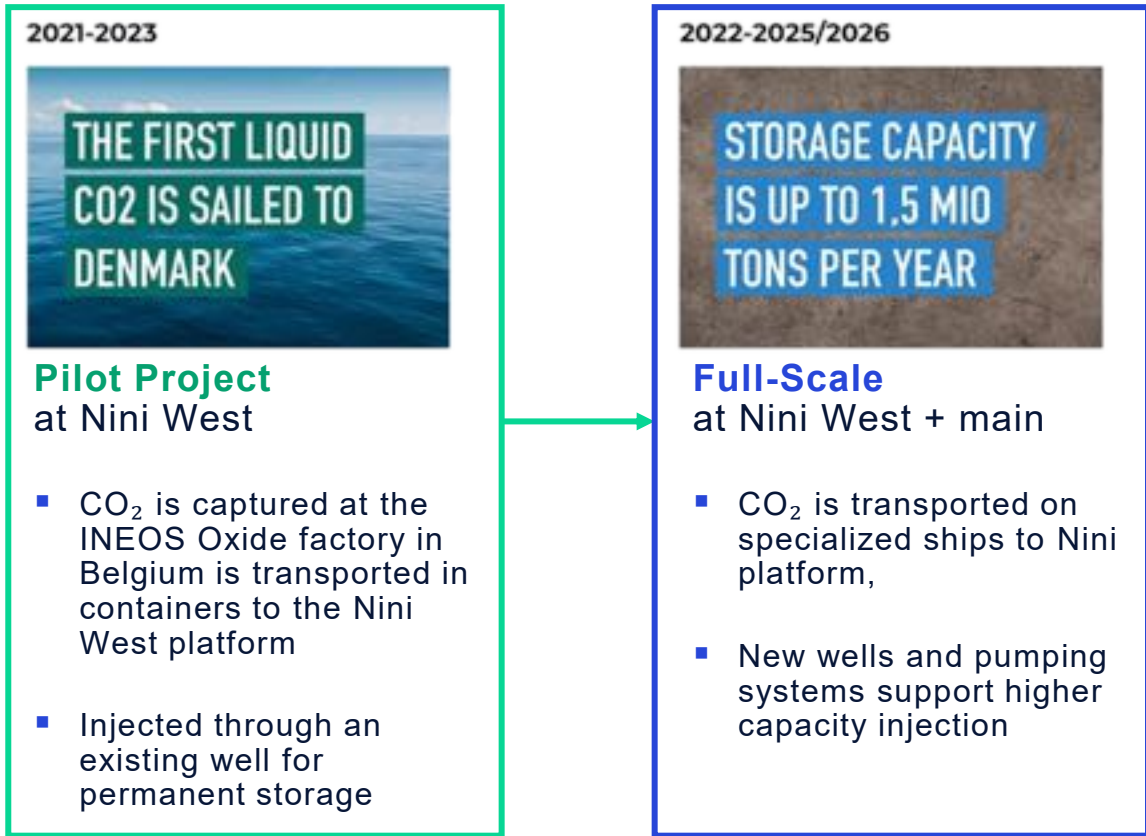 2021-2023
THE FIRST LIQUID
CO2 IS SAILED TO
DENMARK
Pilot Project
at Nini West
▪ CO₂ is captured at the
INEOS Oxide factory in
Belgium is transported in
containers to the Nini
West platform
▪ Injected through an
existing well for
permanent storage
2022-2025/2026
STORAGE CAPACITY
IS UP TO 1,5 MIO
TONS PER YEAR
Full-Scale
at Nini West + main
▪ CO₂ is transported on
specialized ships to Nini
platform,
▪ New wells and pumping
systems support higher
capacity injection